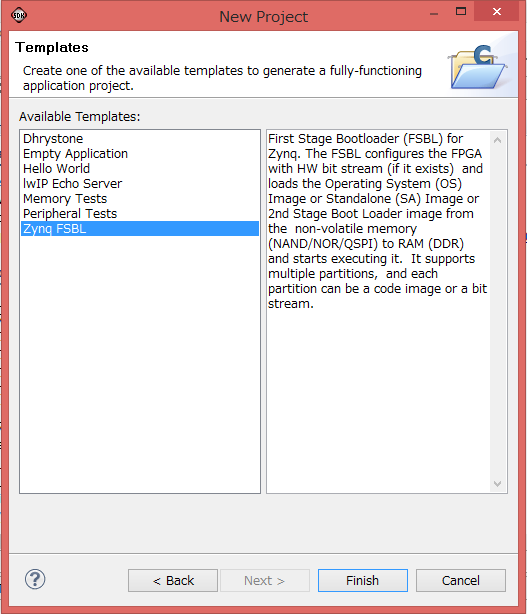 SDK
New Project
Templates
Create one of the available templates to generate a fully-functioning
application project.
C
Available Templates:
Dhrystone
Empty Application
Hello World
lwIP Echo Server
Memory Tests
Peripheral Tests
Zynq FSBL
First Stage Bootloader (FSBL) for
Zynq. The FSBL configures the FPGA
with HW bit stream (if it exists)  and
loads the Operating System (OS)
Image or Standalone (SA) Image or
2nd Stage Boot Loader image from
the  non-volatile memory
(NAND/NOR/QSPI) to RAM (DDR)
and starts executing it.  It supports
multiple partitions,  and each
partition can be a code image or a bit
stream.
?
< Back
Next >
Finish
Cancel